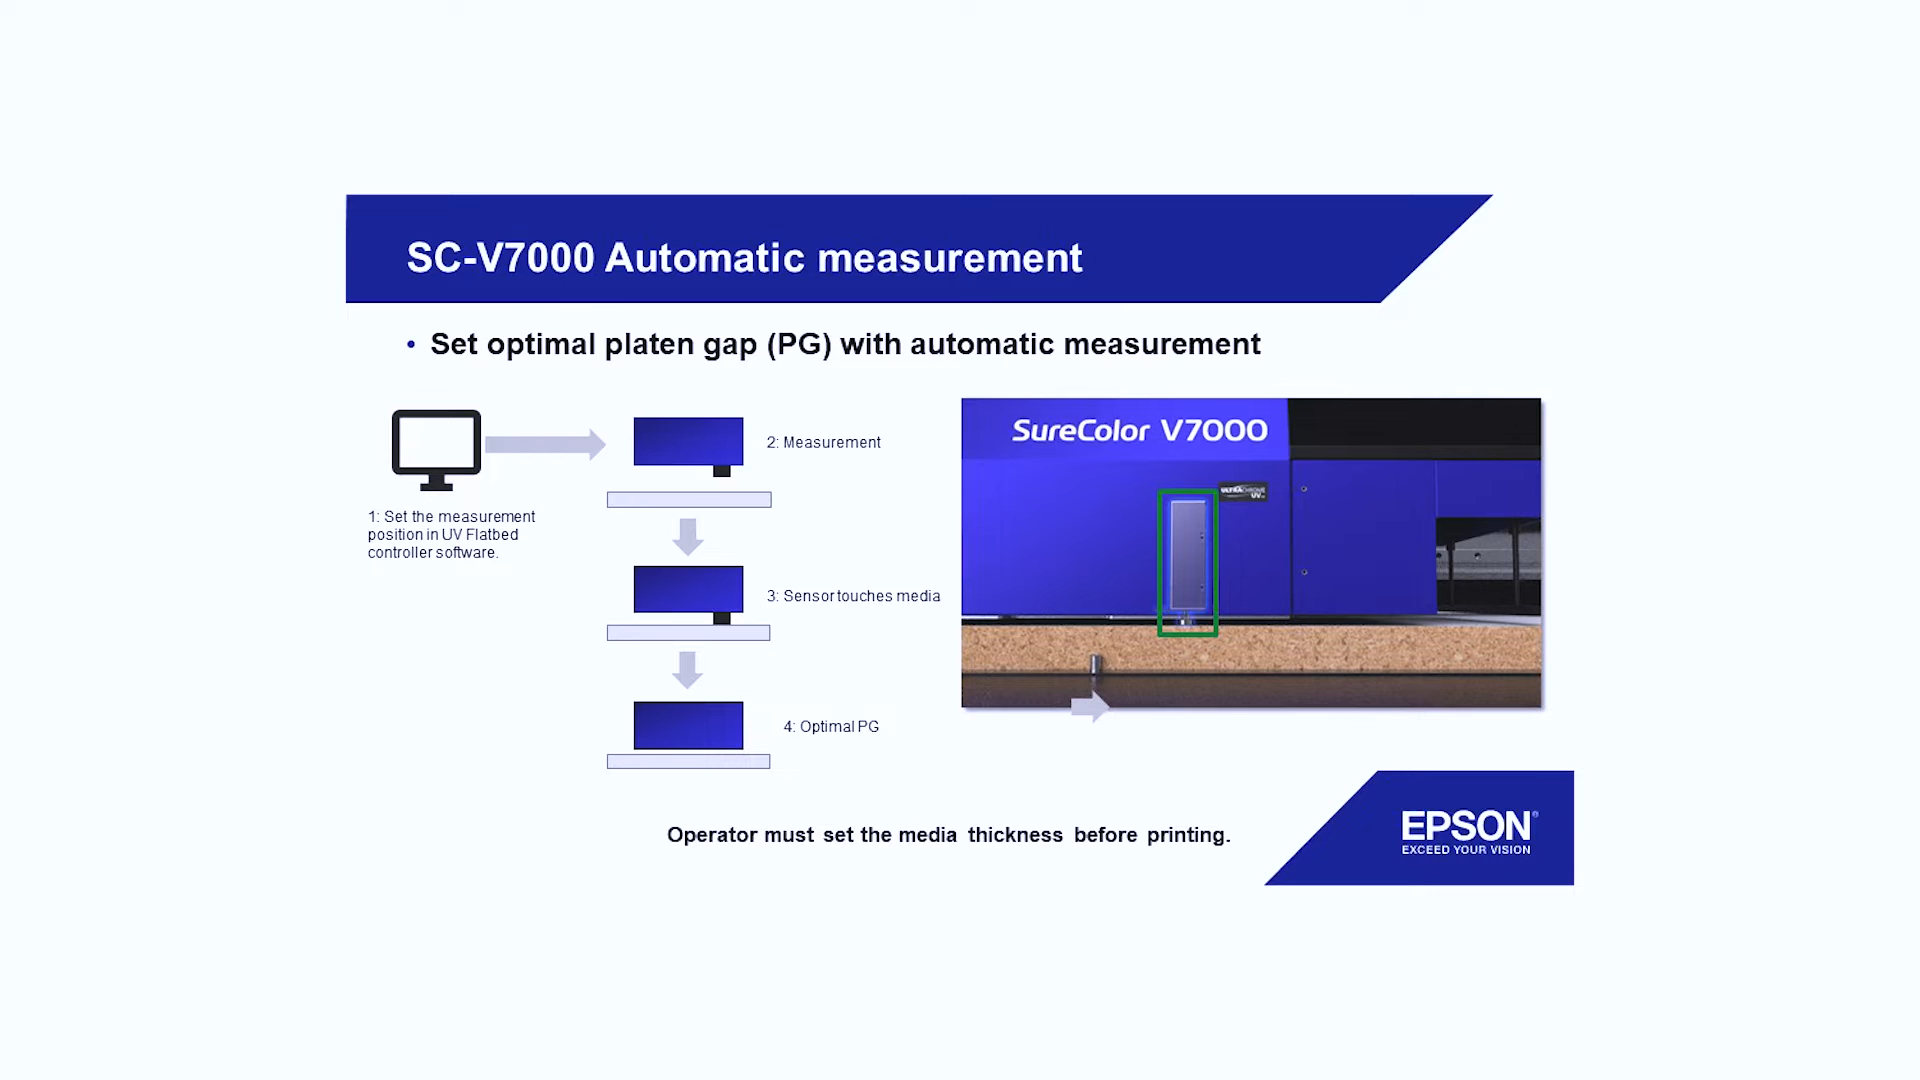 SC-V7000 Automatic measurement
• Set optimal platen gap (PG) with automatic measurement
1: Set the measurement
position in UV Flatbed
controller software.
2: Measurement
3: Sensor touches media
4: Optimal PG
SureColor V7000
ULTRACHROME
UV
Operator must set the media thickness before printing.
EPSON®
EXCEED YOUR VISION